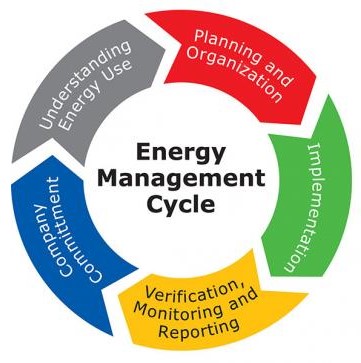 Energy
Management
Cycle
Planning and
Organization
Implementation
Verification,
Monitoring and
Reporting
Company
Commitment
Understanding
Energy Use